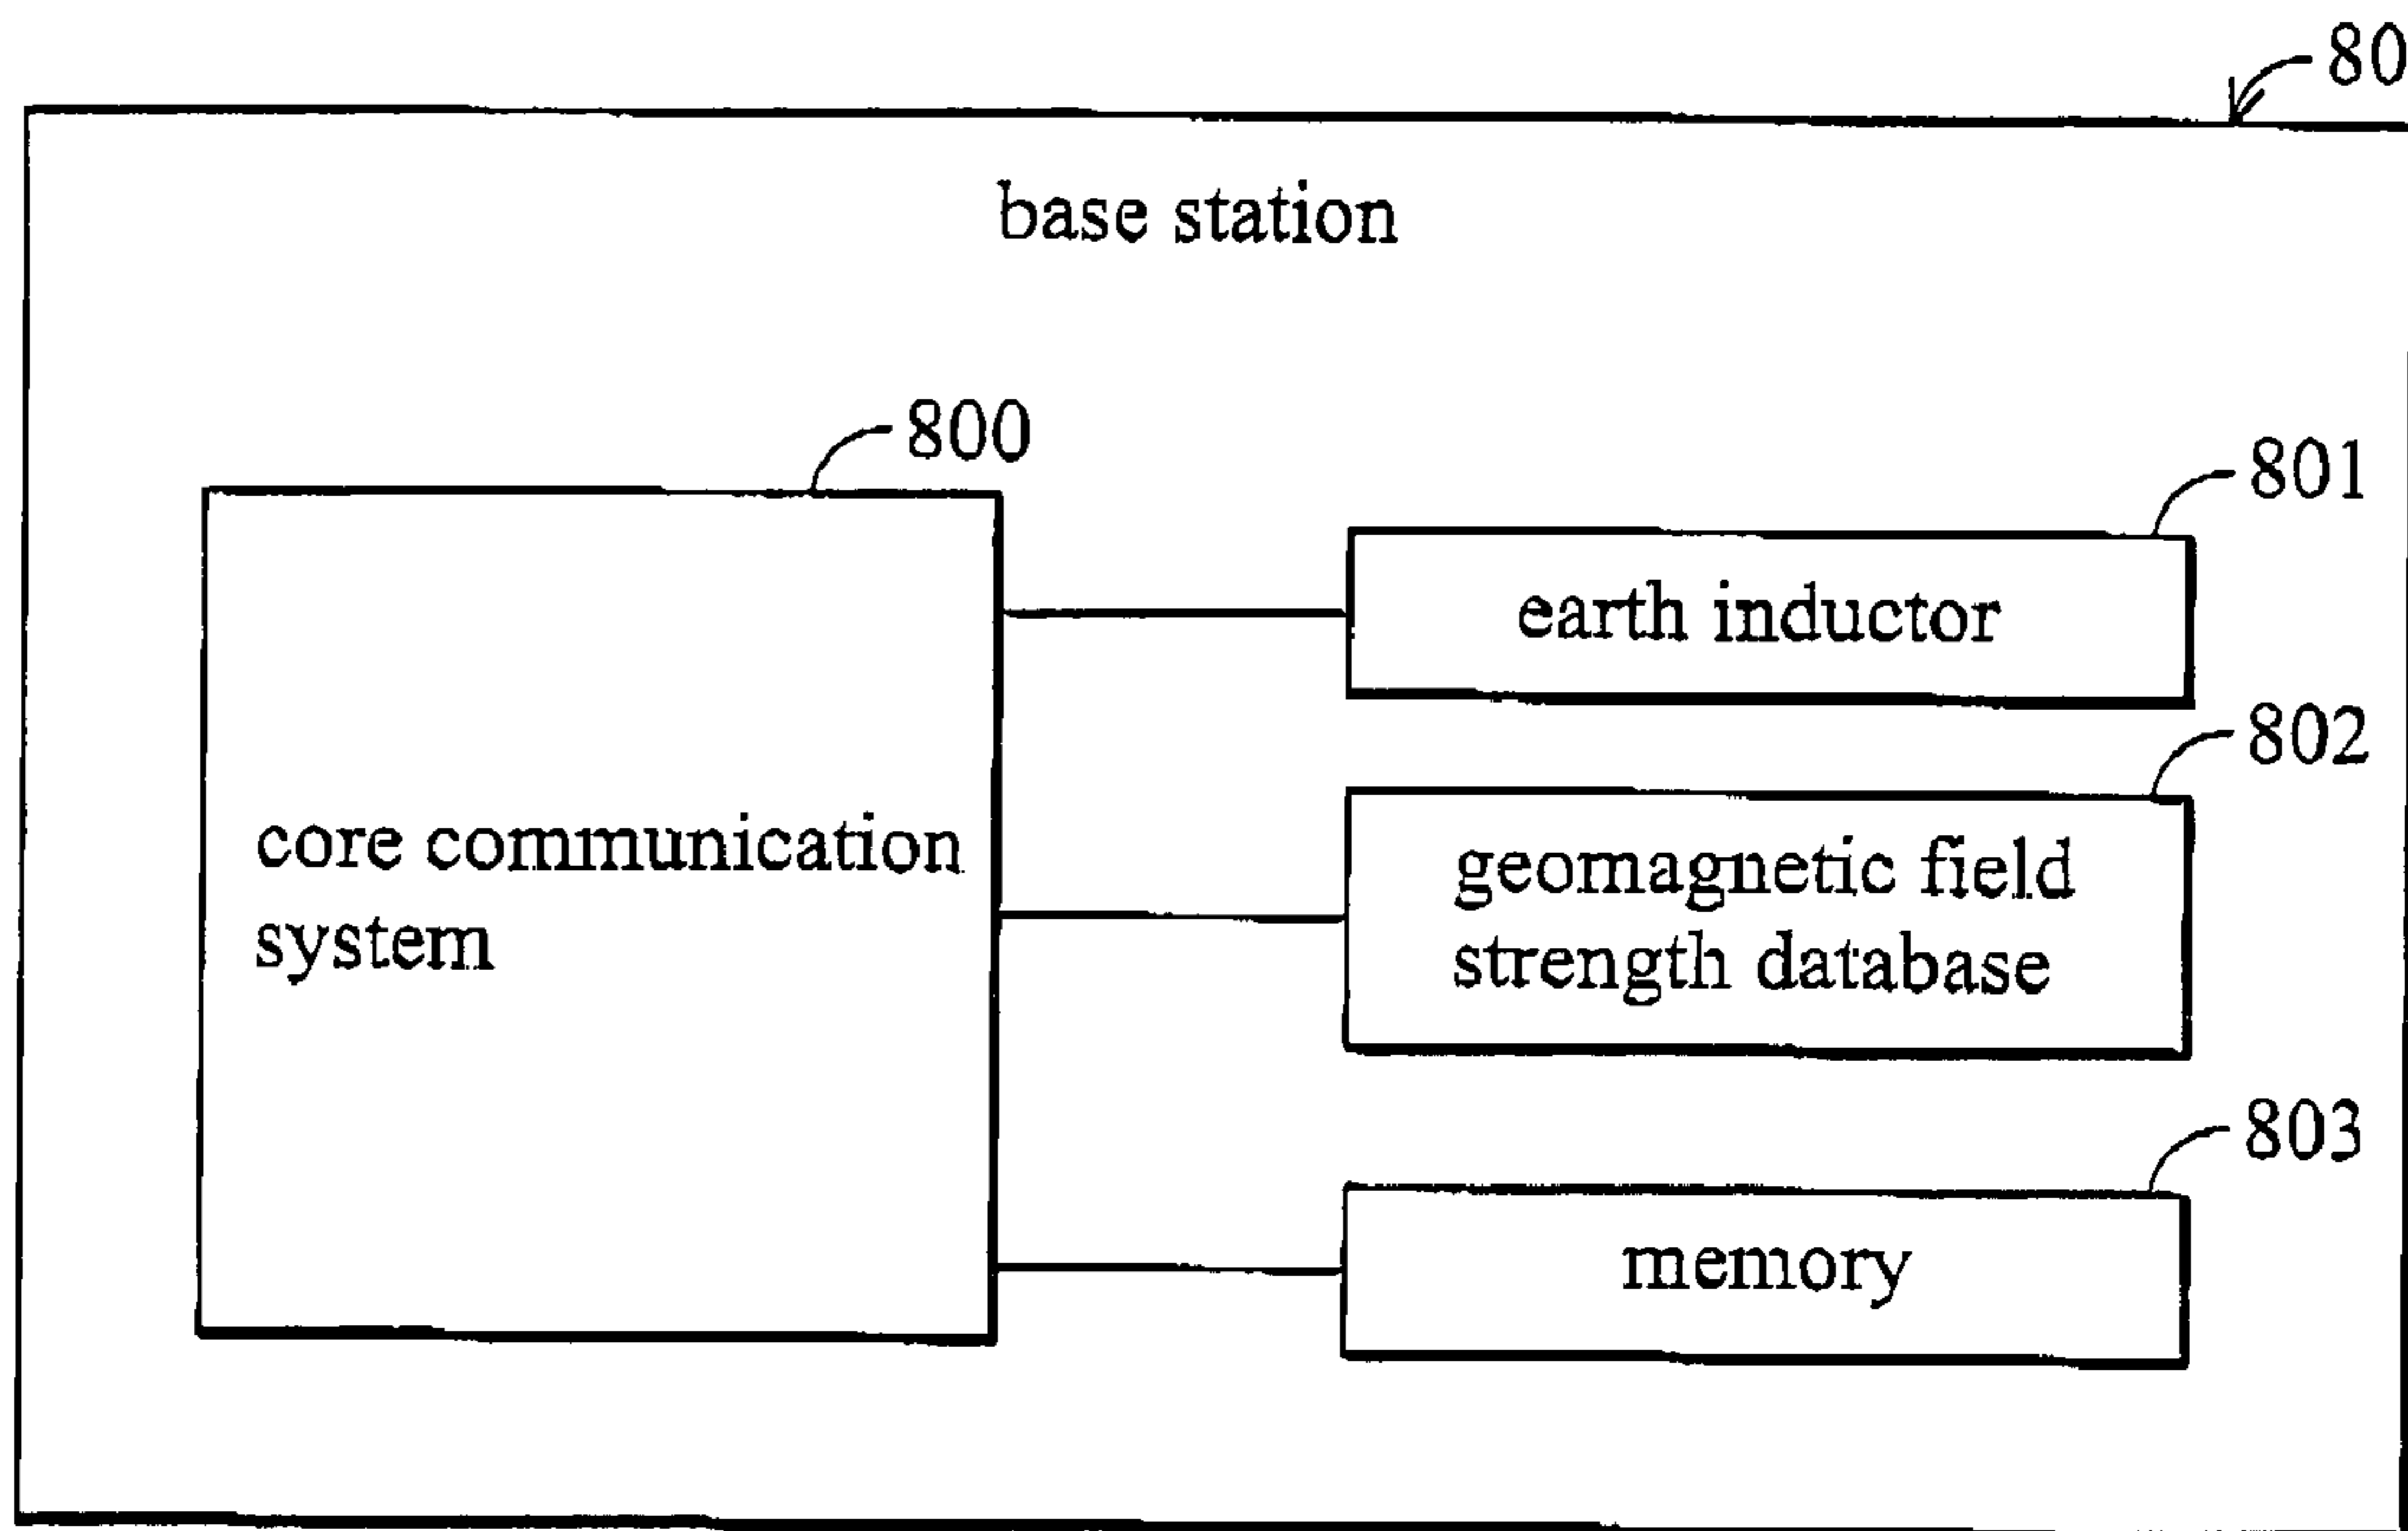 80
base station
800
801
earth inductor
802
core communication
system
geomagnetic field
strength database
803
memory